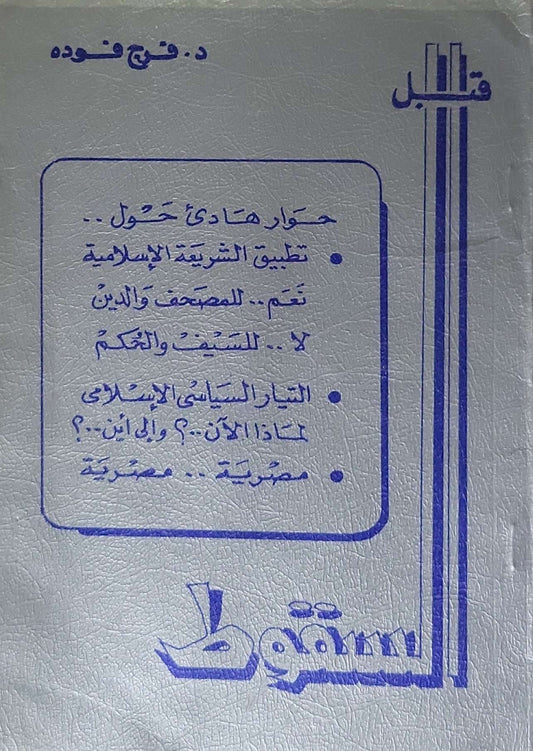 د. فرج فوده
قبل
حوار هادئ حول ..
• تطبيق الشريعة الإسلامية
نعم .. للمصحف والدين
لا .. للسيف والحكم
• التيار السياسى الإسلامى
لماذا الآن ..؟ وإلى أين ..؟
• مصرية .. مصرية
السقوط